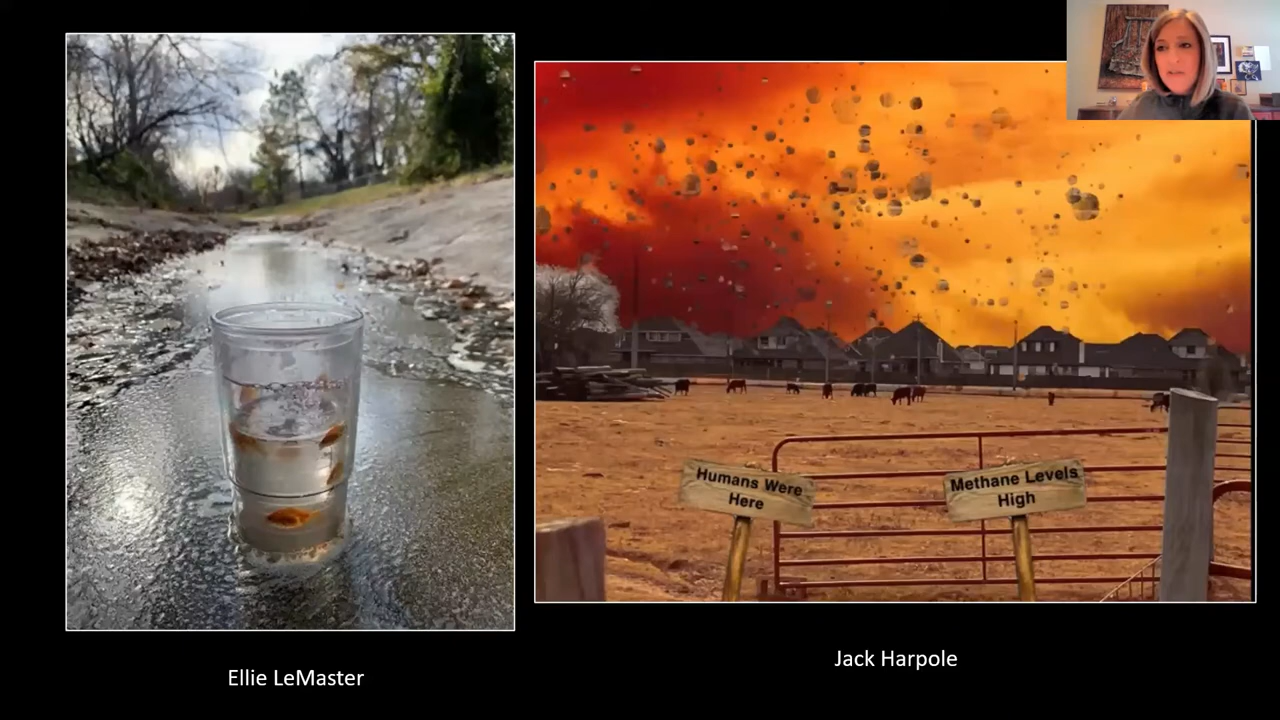 Humans Were
Here
Methane Levels
High
Ellie LeMaster
Jack Harpole